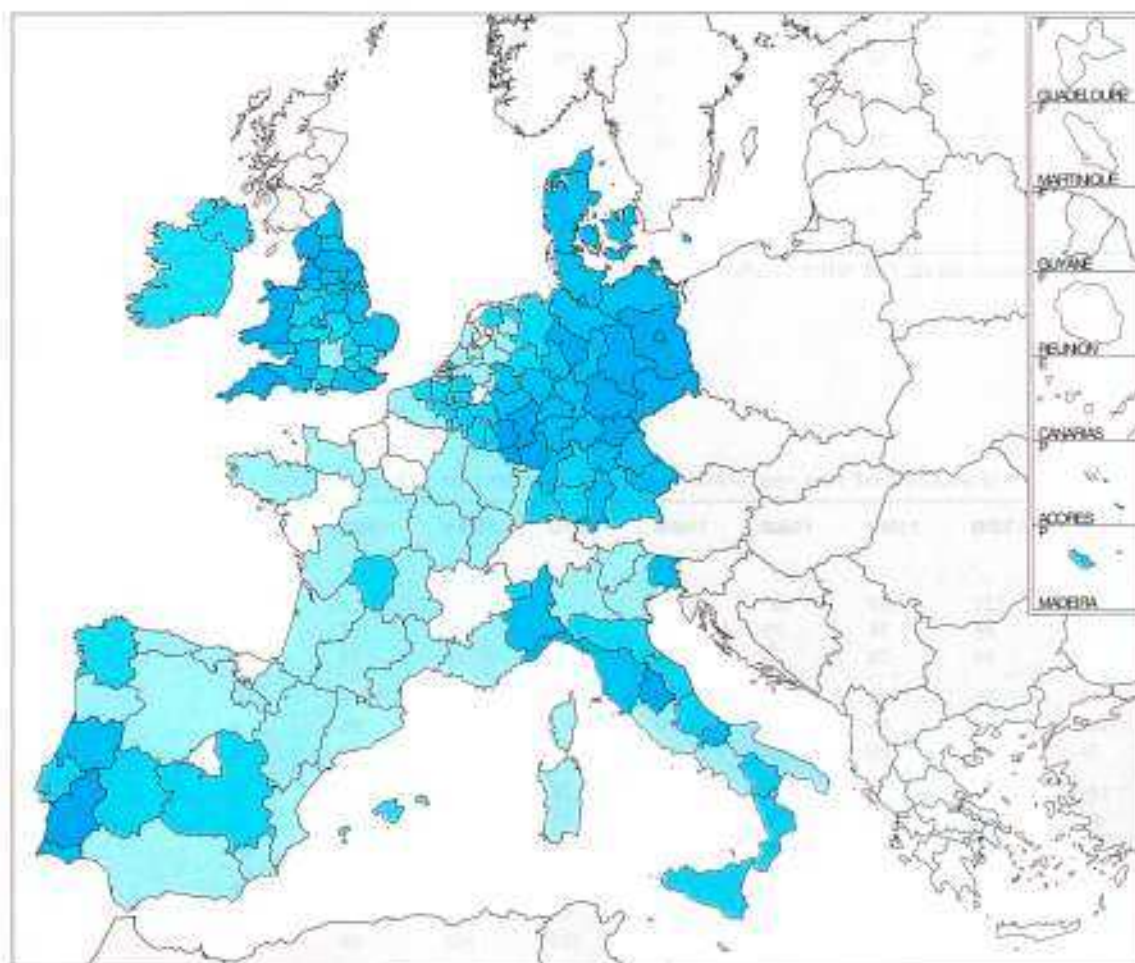 F
GUADELOUPE
F
MARTINIQUE
F
GUYANE
F
REUNION
E
CANARIAS
P
ACORES
P
MADEIRA